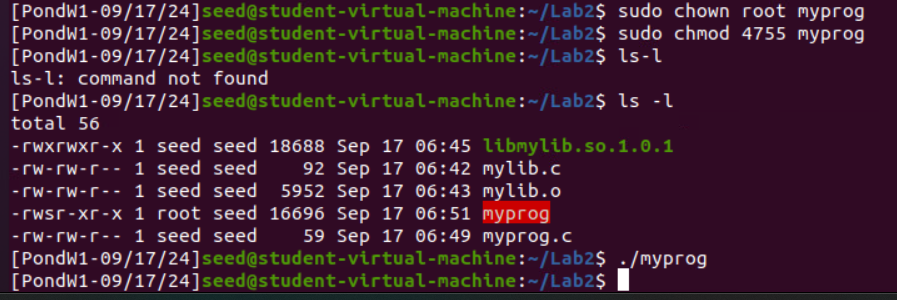 [PondW1-09/17/24]seed@student-virtual-machine:~/Lab2$ sudo chown root myprog
[PondW1-09/17/24]seed@student-virtual-machine:~/Lab2$ sudo chmod 4755 myprog
[PondW1-09/17/24]seed@student-virtual-machine:~/Lab2$ ls-l
ls-l: command not found
[PondW1-09/17/24]seed@student-virtual-machine:~/Lab2$ ls -l
total 56
-rwxrwxr-x 1 seed seed 18688 Sep 17 06:45 libmylib.so.1.0.1
-rw-rw-r-- 1 seed seed    92 Sep 17 06:42 mylib.c
-rw-rw-r-- 1 seed seed  5952 Sep 17 06:43 mylib.o
-rwsr-xr-x 1 root seed 16696 Sep 17 06:51 myprog
-rw-rw-r-- 1 seed seed    59 Sep 17 06:49 myprog.c
[PondW1-09/17/24]seed@student-virtual-machine:~/Lab2$ ./myprog
[PondW1-09/17/24]seed@student-virtual-machine:~/Lab2$